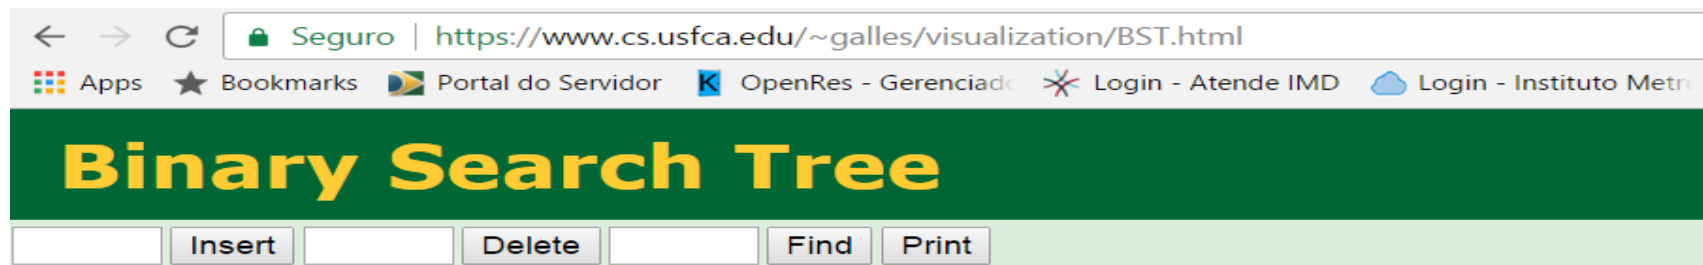 Seguro | https://www.cs.usfca.edu/~galles/visualization/BST.html
Apps Bookmarks Portal do Servidor K OpenRes - Gerenciado Login - Atende IMD Login - Instituto Metr
Binary Search Tree
Insert Delete Find Print